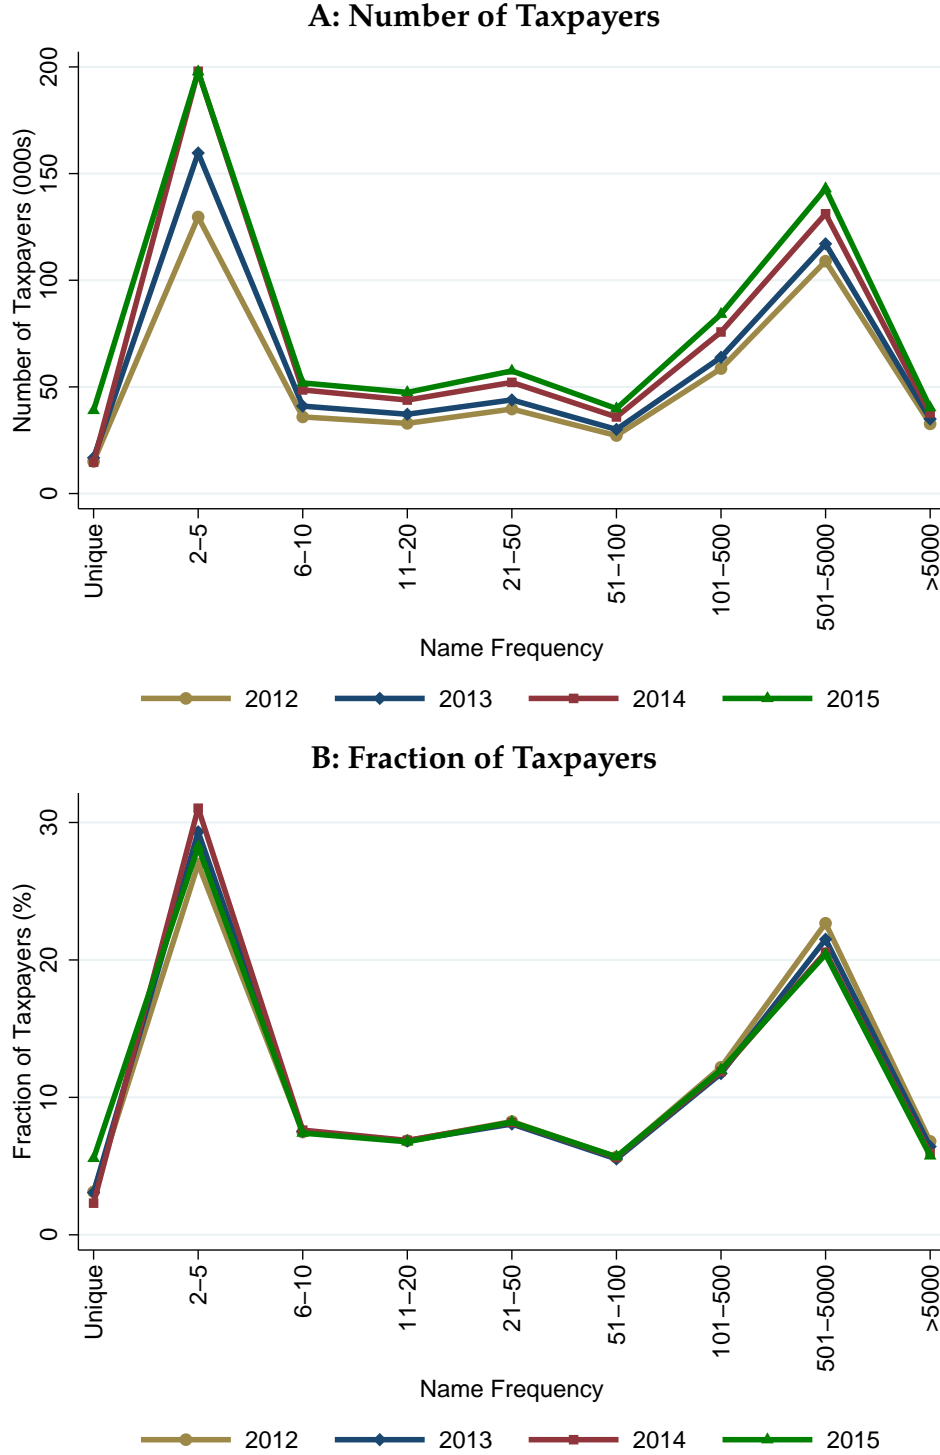 A: Number of Taxpayers
Number of Taxpayers (000s)
200
150
100
50
0
Unique
2−5
6−10
11−20
21−50
51−100
101−500
501−5000
>5000
Name Frequency
2012 2013 2014 2015
B: Fraction of Taxpayers
Fraction of Taxpayers (%)
30
20
10
0
Unique
2−5
6−10
11−20
21−50
51−100
101−500
501−5000
>5000
Name Frequency
2012 2013 2014 2015